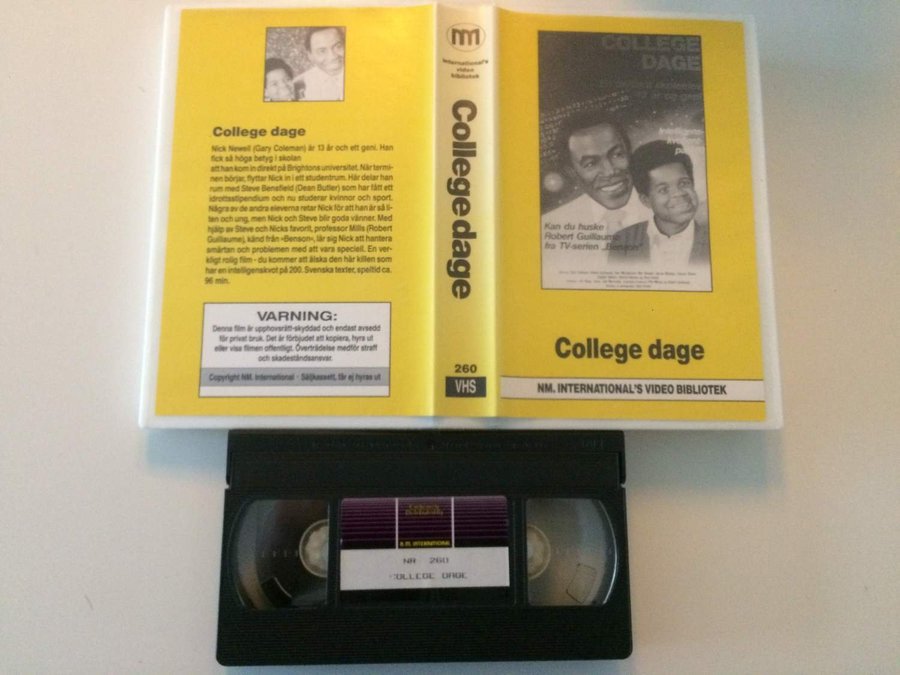 College dage
Nick Newell (Gary Coleman) är 13 år och ett geni. Han
fick så höga betyg i skolan
att han kom in direkt på Brightons universitet. När termi-
nen börjar, flyttar Nick in i ett studentrum. Här delar han
rum med Steve Bensfield (Dean Butler) som har fått ett
idrottsstipendium och nu studerar kvinnor och sport.
Några av de andra eleverna retar Nick för att han är så li-
ten och ung, men Nick och Steve blir goda vänner. Med
hjälp av Steve och Nicks favorit, professor Mills (Robert
Guillaume), känd från »Benson«, lär sig Nick att hantera
smärtan och problemen med att vara speciell. En ver-
kligt rolig film - du kommer att älska den här killen som
har en intelligenskvot på 200. Svenska texter, speltid ca.
96 min.
VARNING:
Denna film är upphovsrätt-skyddad och endast avsedd
för privat bruk. Det är förbjudet att kopiera, hyra ut
eller visa filmen offentligt. Överträdelse medför straff
och skadeståndsansvar.
Copyright NM. International · Säljkassett, får ej hyras ut
nm
international's
video
bibliotek
College dage
260
VHS
COLLEGE
DAGE
Kan du huske
Robert Guillaume
fra TV-serien „Benson"
College dage
NM. INTERNATIONAL'S VIDEO BIBLIOTEK
N.M. INTERNATIONAL
NR 260
COLLEGE DAGE